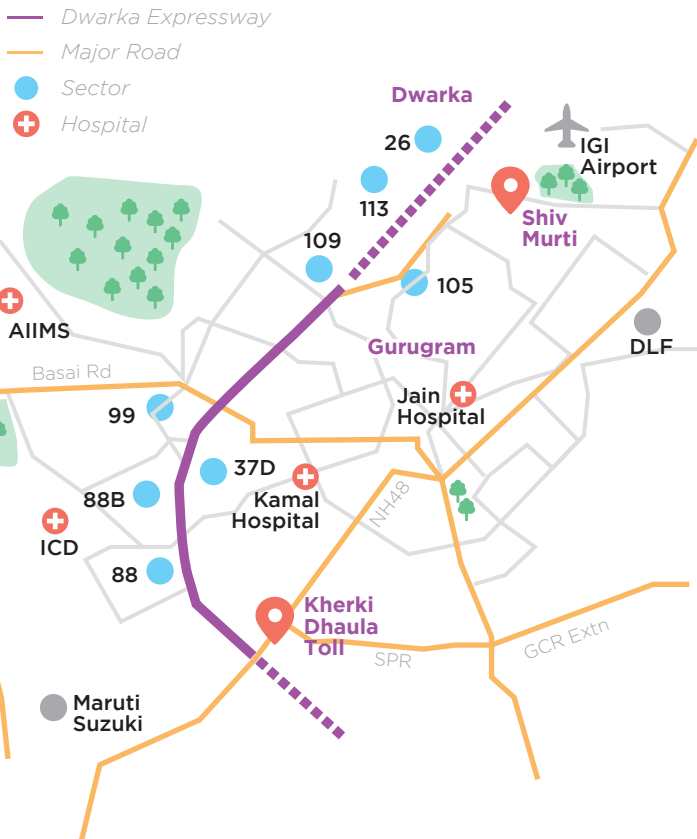 Dwarka Expressway
Major Road
Sector
Hospital
Dwarka
26
IGI
Airport
113
Shiv
Murti
109
105
AIIMS
DLF
Gurugram
Basai Rd
Jain
Hospital
99
37D
88B
Kamal
Hospital
NH48
ICD
88
Kherki
Dhaula
Toll
SPR
GCR Extn
Maruti
Suzuki